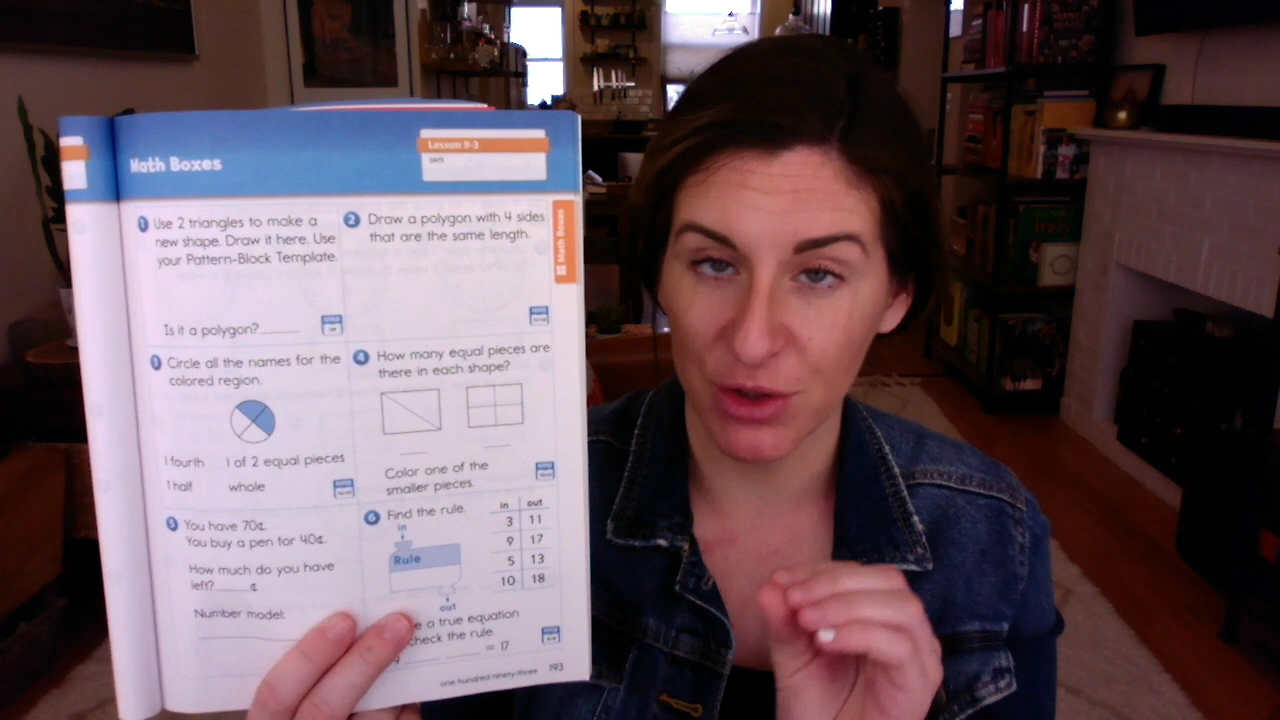 Math Boxes
Lesson 9-3
DATE
Math Boxes
1 Use 2 triangles to make a
new shape. Draw it here. Use
your Pattern-Block Template.
Is it a polygon?
2 Draw a polygon with 4 sides
that are the same length.
3 Circle all the names for the
colored region.
1 fourth 1 of 2 equal pieces
1 half whole
4 How many equal pieces are
there in each shape?
Color one of the
smaller pieces.
5 You have 70¢.
You buy a pen for 40¢.
How much do you have
left? ¢
Number model:
6 Find the rule.
in
Rule
out
in out
3 11
9 17
5 13
10 18
a true equation
check the rule.
= 17
one hundred ninety-three 193